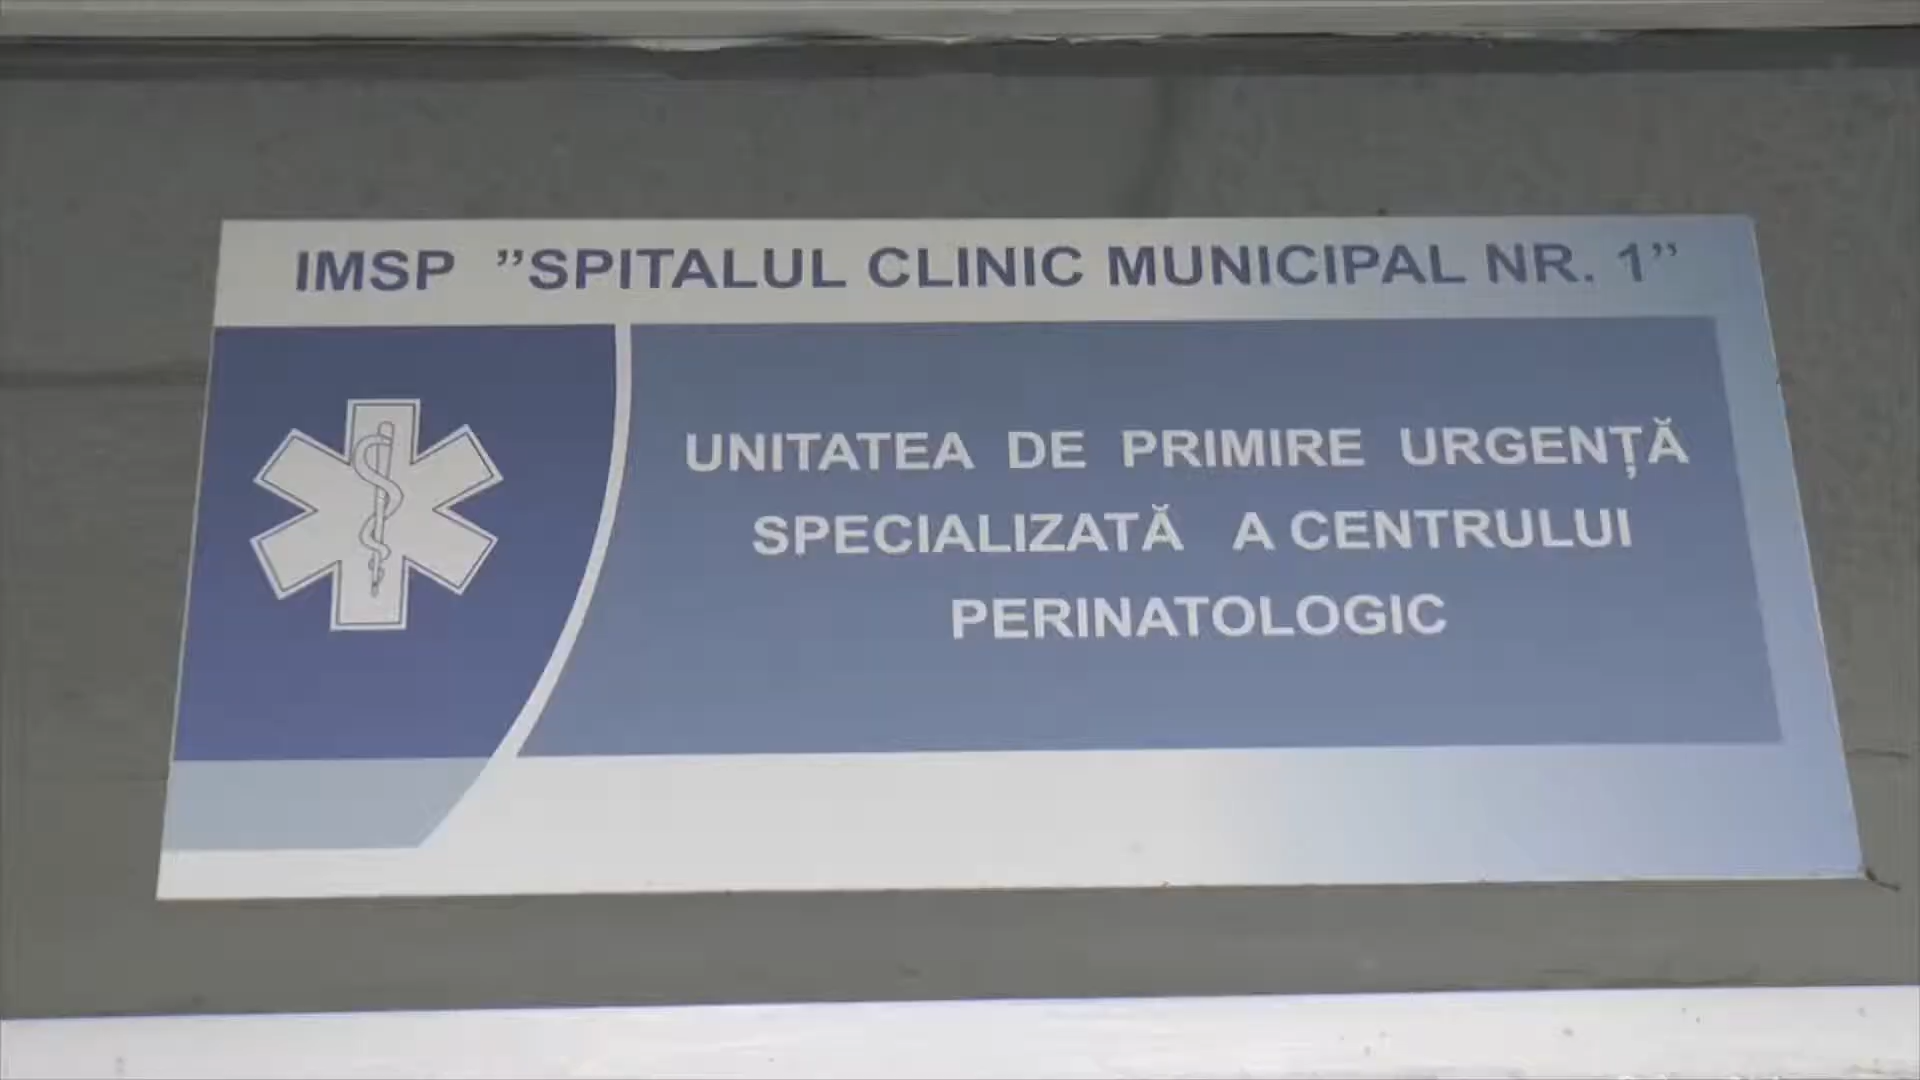 IMSP ”SPITALUL CLINIC MUNICIPAL NR. 1”
UNITATEA DE PRIMIRE URGENȚĂ
SPECIALIZATĂ A CENTRULUI
PERINATOLOGIC